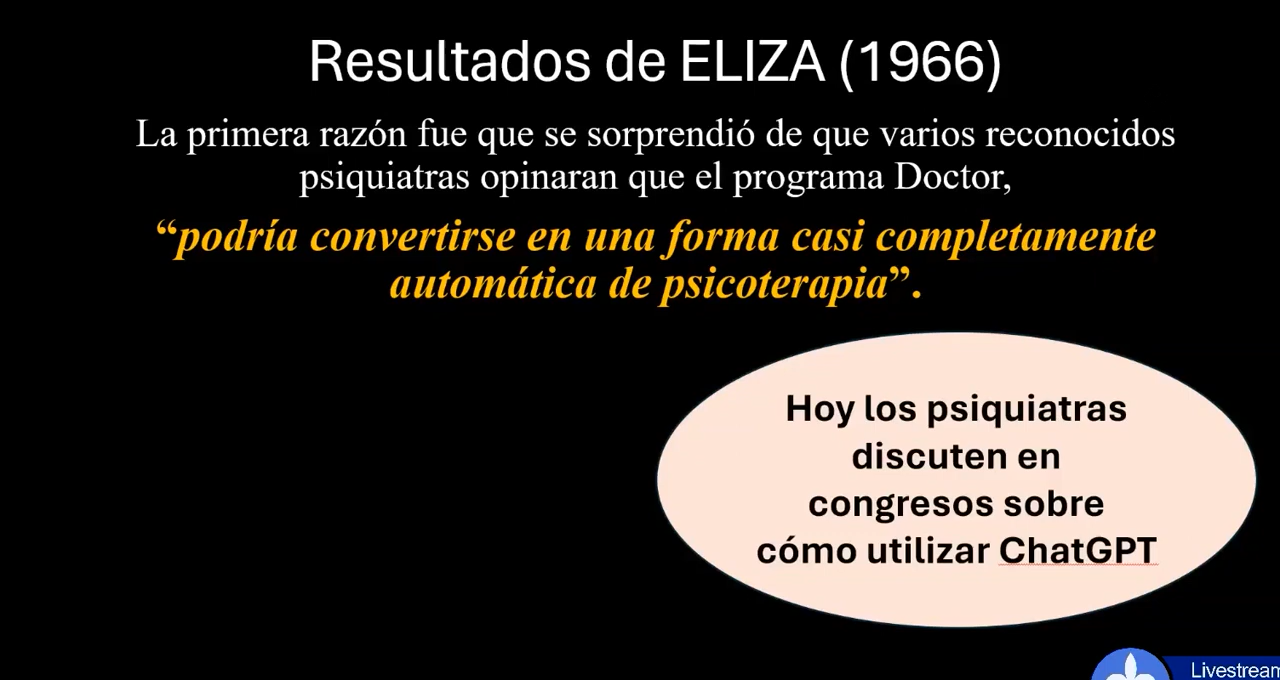 Resultados de ELIZA (1966)
La primera razón fue que se sorprendió de que varios reconocidos
psiquiatras opinaran que el programa Doctor,
“podría convertirse en una forma casi completamente
automática de psicoterapia”.
Hoy los psiquiatras
discuten en
congresos sobre
cómo utilizar ChatGPT
Livestream